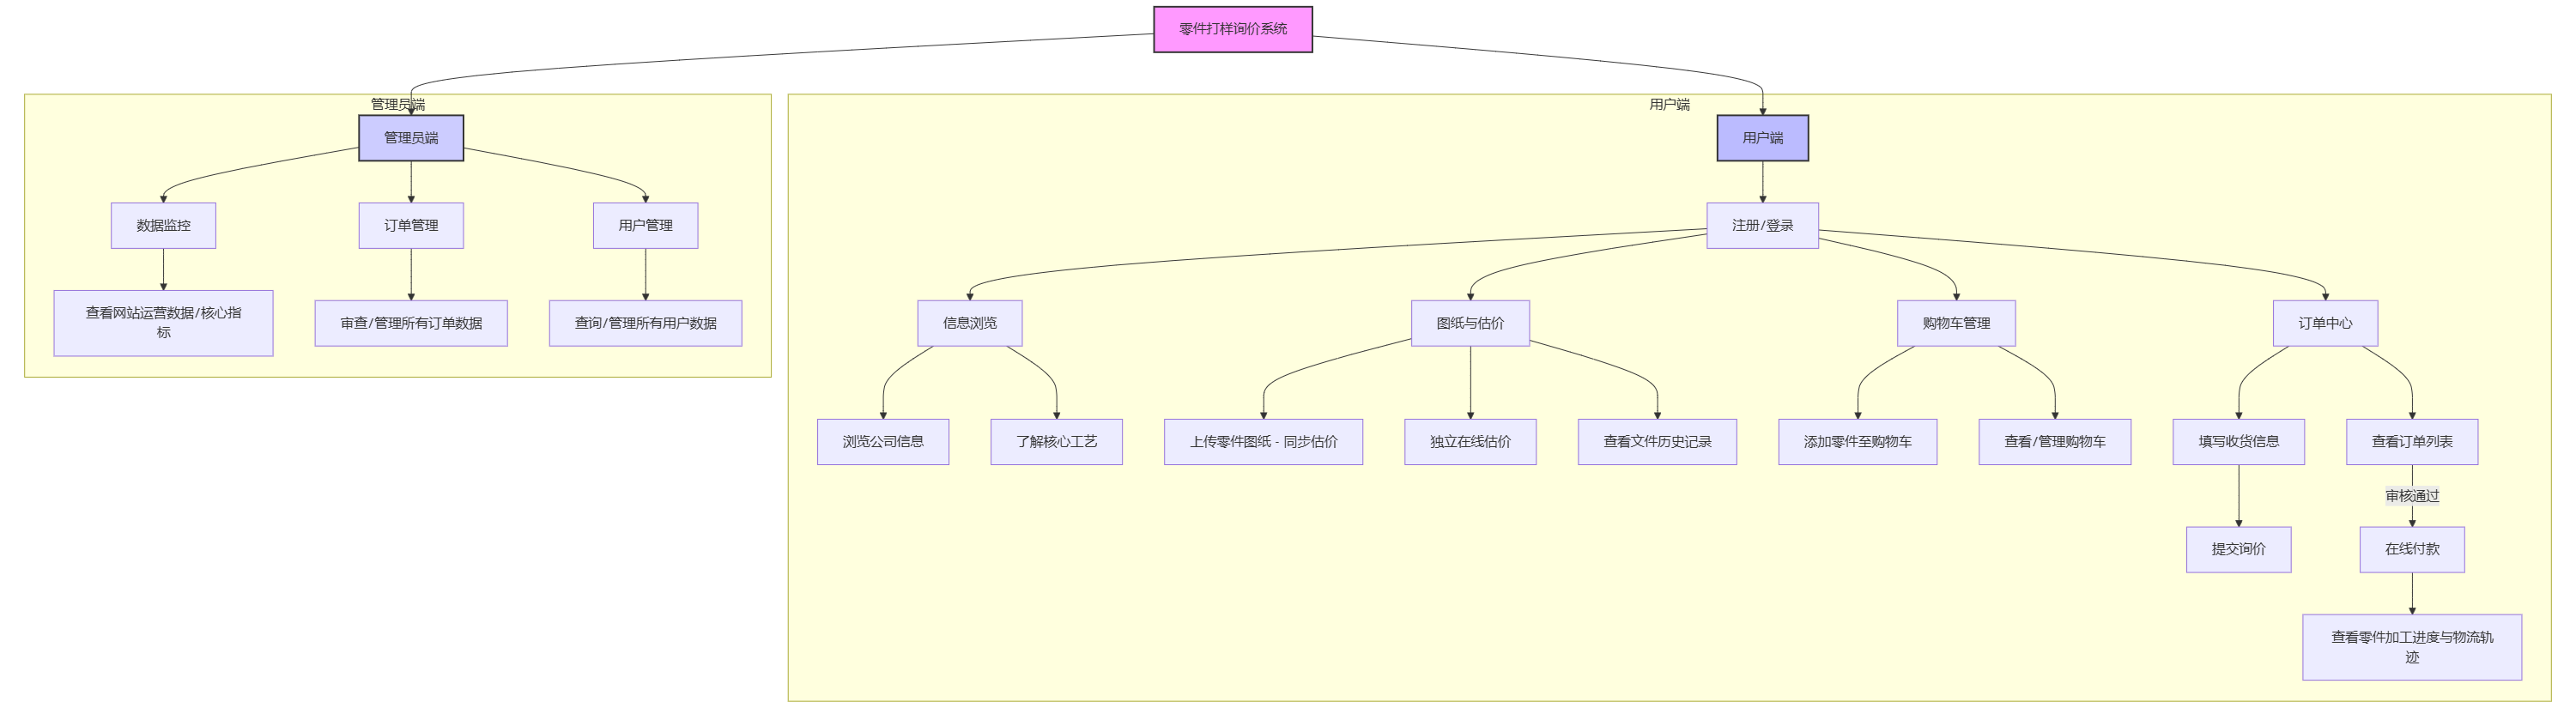 零件打样询价系统
管理员端
用户端
管理员端
用户端
数据监控
订单管理
用户管理
注册/登录
查看网站运营数据/核心指
标
审查/管理所有订单数据
查询/管理所有用户数据
信息浏览
图纸与估价
购物车管理
订单中心
浏览公司信息
了解核心工艺
上传零件图纸 - 同步估价
独立在线估价
查看文件历史记录
添加零件至购物车
查看/管理购物车
填写收货信息
查看订单列表
审核通过
提交询价
在线付款
查看零件加工进度与物流轨
迹